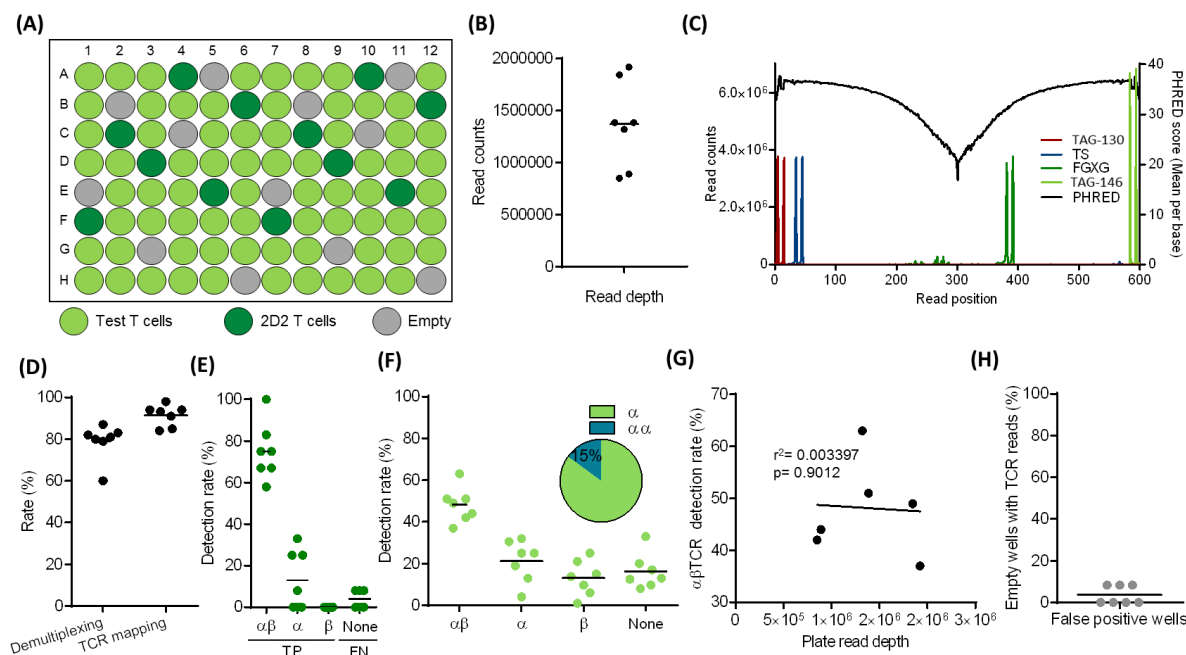 (A)
1 2 3 4 5 6 7 8 9 10 11 12
A
B
C
D
E
F
G
H
Test T cells 2D2 T cells Empty
(B)
2000000
1500000
1000000
500000
0
Read counts
Read depth
(C)
6.0×10⁶
4.0×10⁶
2.0×10⁶
0
Read counts
0 100 200 300 400 500 600
Read position
40
30
20
10
0
PHRED score (Mean per base)
TAG-130
TS
FGXG
TAG-146
PHRED
(D)
100
80
60
40
20
0
Rate (%)
Demultiplexing
TCR mapping
(E)
100
80
60
40
20
0
Detection rate (%)
αβ α β None
TP FN
(F)
100
80
60
40
20
0
Detection rate (%)
αβ α β None
α
αα
15%
(G)
70
60
50
40
30
αβTCR detection rate (%)
r²= 0.003397
p= 0.9012
0 5×10⁵ 1×10⁶ 2×10⁶ 2×10⁶ 3×10⁶
Plate read depth
(H)
100
80
60
40
20
0
Empty wells with TCR reads (%)
False positive wells